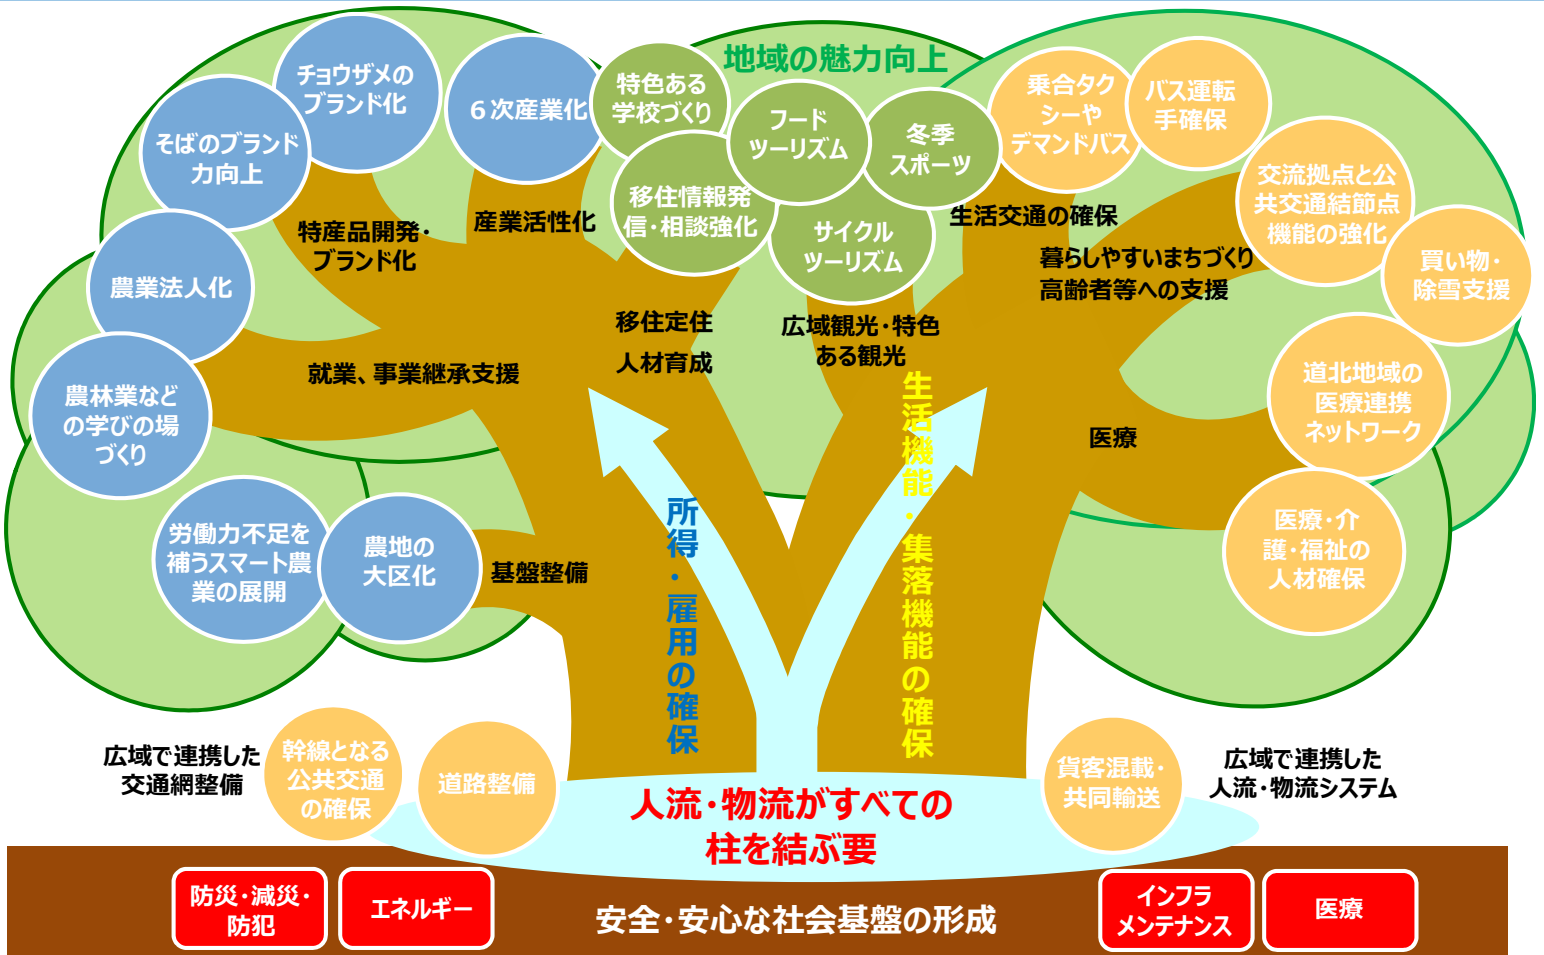 地域の魅力向上
チョウザメの
ブランド化
６次産業化
特色ある
学校づくり
フード
ツーリズム
冬季
スポーツ
乗合タク
シーや
デマンドバス
バス運転
手確保
そばのブランド
力向上
移住情報発
信・相談強化
サイクル
ツーリズム
交流拠点と公
共交通結節点
機能の強化
買い物・
除雪支援
特産品開発・
ブランド化
産業活性化
生活交通の確保
暮らしやすいまちづくり
高齢者等への支援
農業法人化
移住定住
人材育成
広域観光・特色
ある観光
就業、事業継承支援
農林業など
の学びの場
づくり
道北地域の
医療連携
ネットワーク
医療
労働力不足を
補うスマート農
業の展開
農地の
大区化
基盤整備
医療・介
護・福祉の
人材確保
所得・雇用の確保
生活機能・集落機能の確保
広域で連携した
交通網整備
幹線となる
公共交通
の確保
道路整備
貨客混載・
共同輸送
広域で連携した
人流・物流システム
人流・物流がすべての
柱を結ぶ要
防災・減災・
防犯
エネルギー
安全・安心な社会基盤の形成
インフラ
メンテナンス
医療